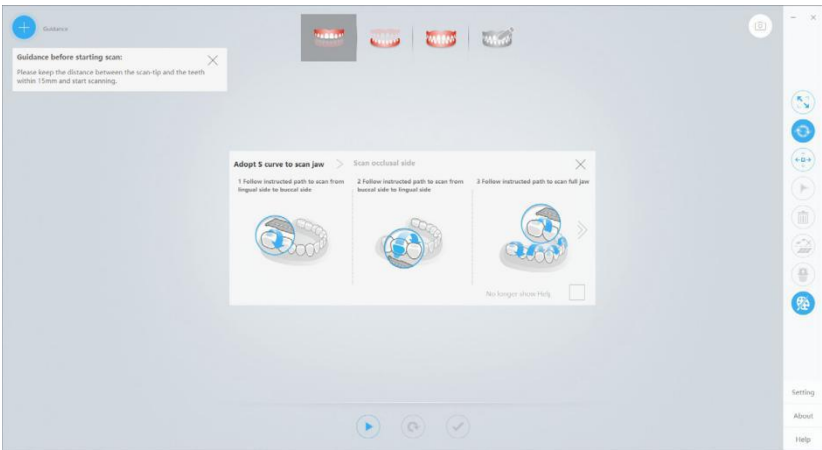 Guidance
Guidance before starting scan:
Please keep the distance between the scan-tip and the teeth
within 15mm and start scanning.
Adopt S curve to scan jaw
Scan occlusal side
1 Follow instructed path to scan from
lingual side to buccal side
2 Follow instructed path to scan from
buccal side to lingual side
3 Follow instructed path to scan full jaw
No longer show Help
Setting
About
Help